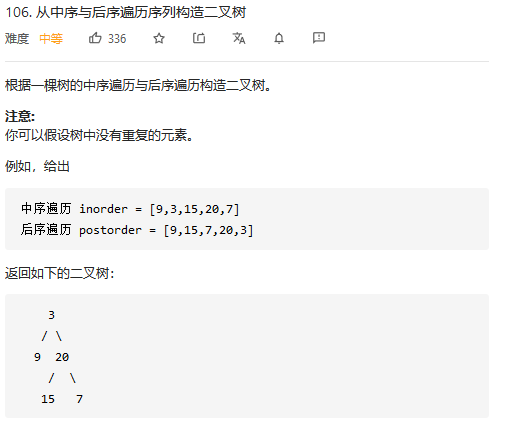 106. 从中序与后序遍历序列构造二叉树
难度 中等 336
根据一棵树的中序遍历与后序遍历构造二叉树。
注意:
你可以假设树中没有重复的元素。
例如，给出
中序遍历 inorder = [9,3,15,20,7]
后序遍历 postorder = [9,15,7,20,3]
返回如下的二叉树：
3
/ \
9 20
/ \
15 7